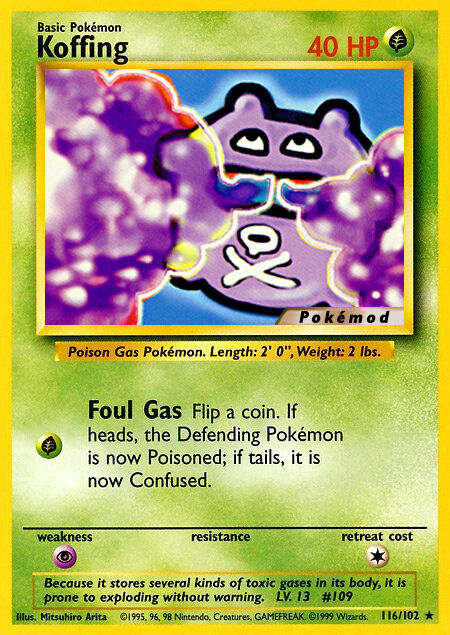 Basic Pokémon
Koffing
40 HP
Pokémod
Poison Gas Pokémon. Length: 2' 0", Weight: 2 lbs.
Foul Gas Flip a coin. If
heads, the Defending Pokémon
is now Poisoned; if tails, it is
now Confused.
weakness resistance retreat cost
Because it stores several kinds of toxic gases in its body, it is
prone to exploding without warning. LV. 13 #109
Illus. Mitsuhiro Arita ©1995, 96, 98 Nintendo, Creatures, GAMEFREAK. ©1999 Wizards. 116/102 ★